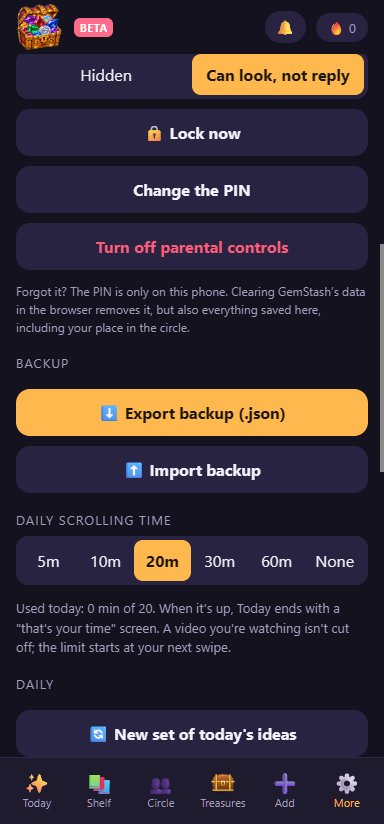 BETA
0
Hidden
Can look, not reply
Lock now
Change the PIN
Turn off parental controls
Forgot it? The PIN is only on this phone. Clearing GemStash's data
in the browser removes it, but also everything saved here,
including your place in the circle.
BACKUP
Export backup (.json)
Import backup
DAILY SCROLLING TIME
5m 10m 20m 30m 60m None
Used today: 0 min of 20. When it's up, Today ends with a
"that's your time" screen. A video you're watching isn't cut
off; the limit starts at your next swipe.
DAILY
New set of today's ideas
Today Shelf Circle Treasures Add More